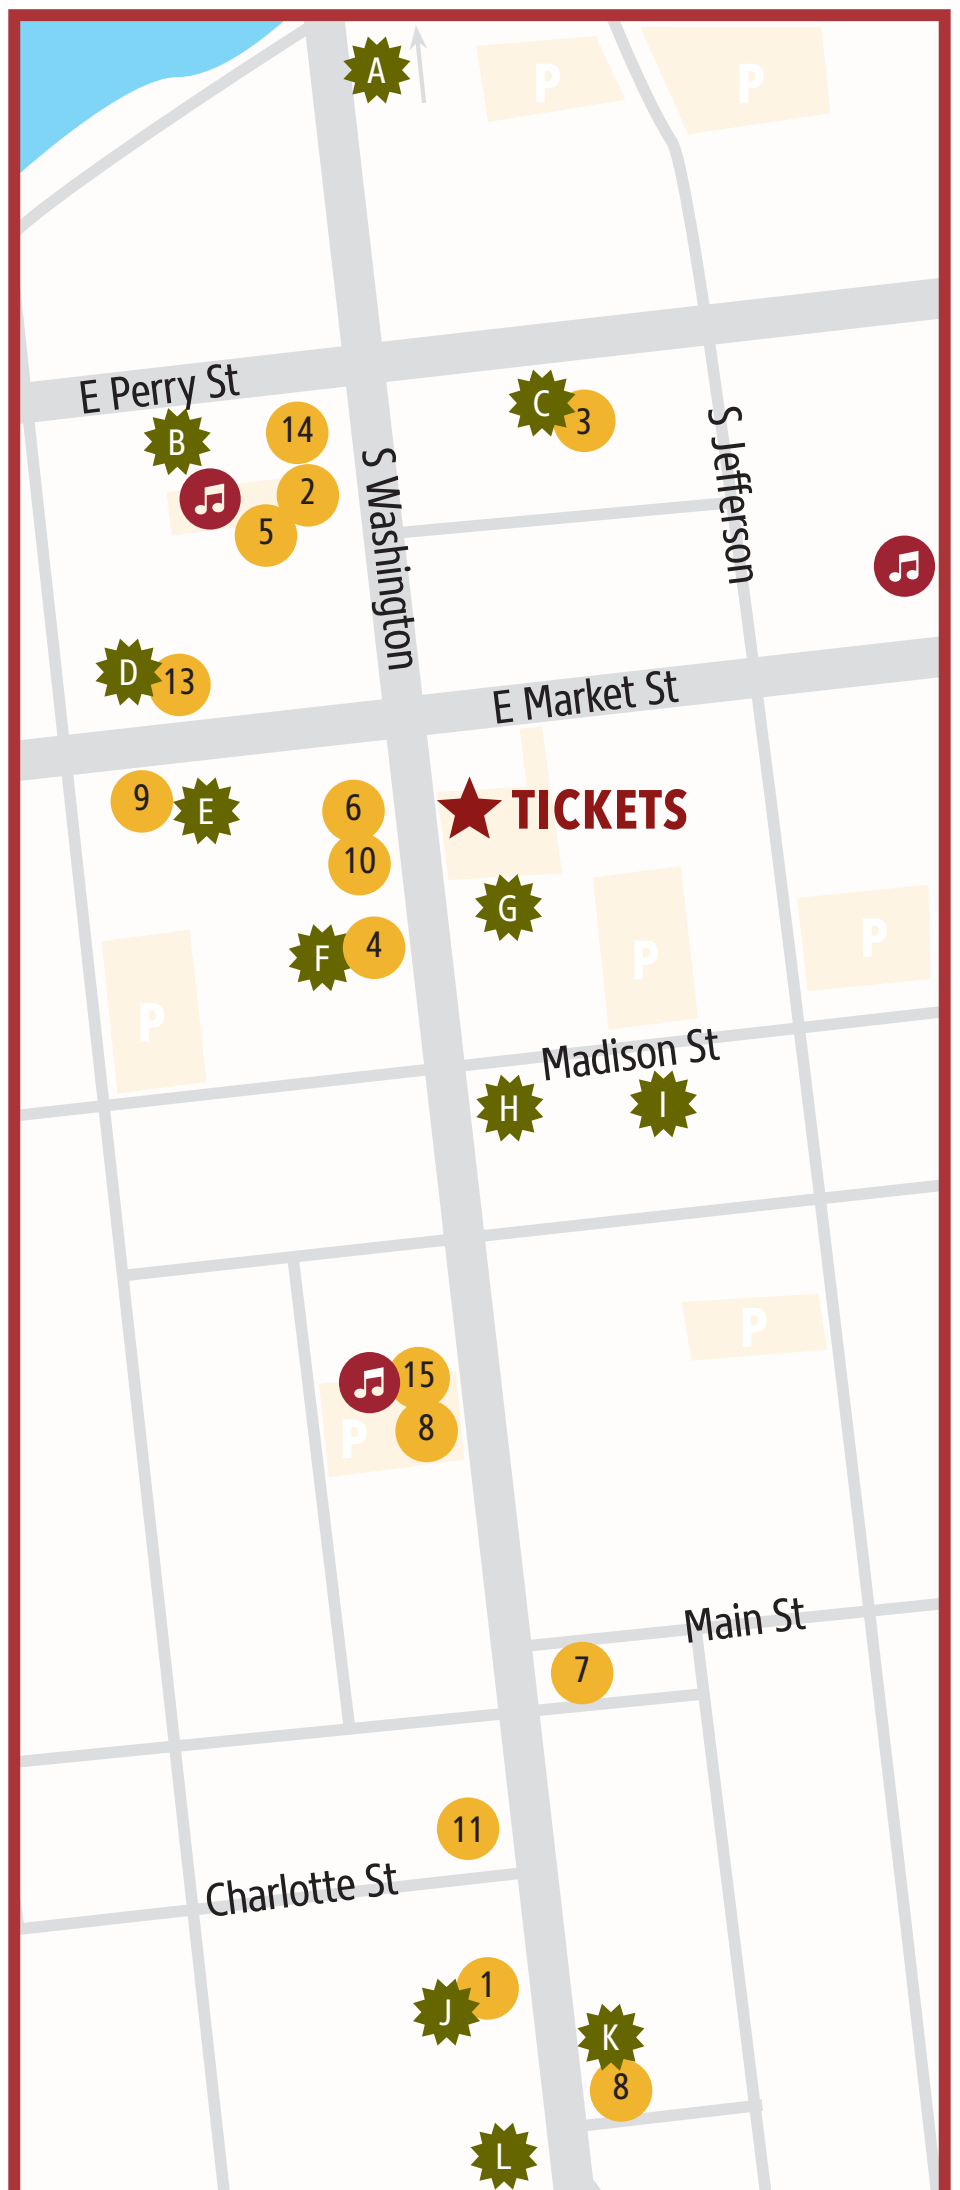 A
P
P
E Perry St
B
14
C
3
2
5
S Washington
S Jefferson
D
13
E Market St
9
E
6
TICKETS
10
G
F
4
P
P
P
Madison St
H
I
P
15
8
P
Main St
7
11
Charlotte St
1
J
K
8
L